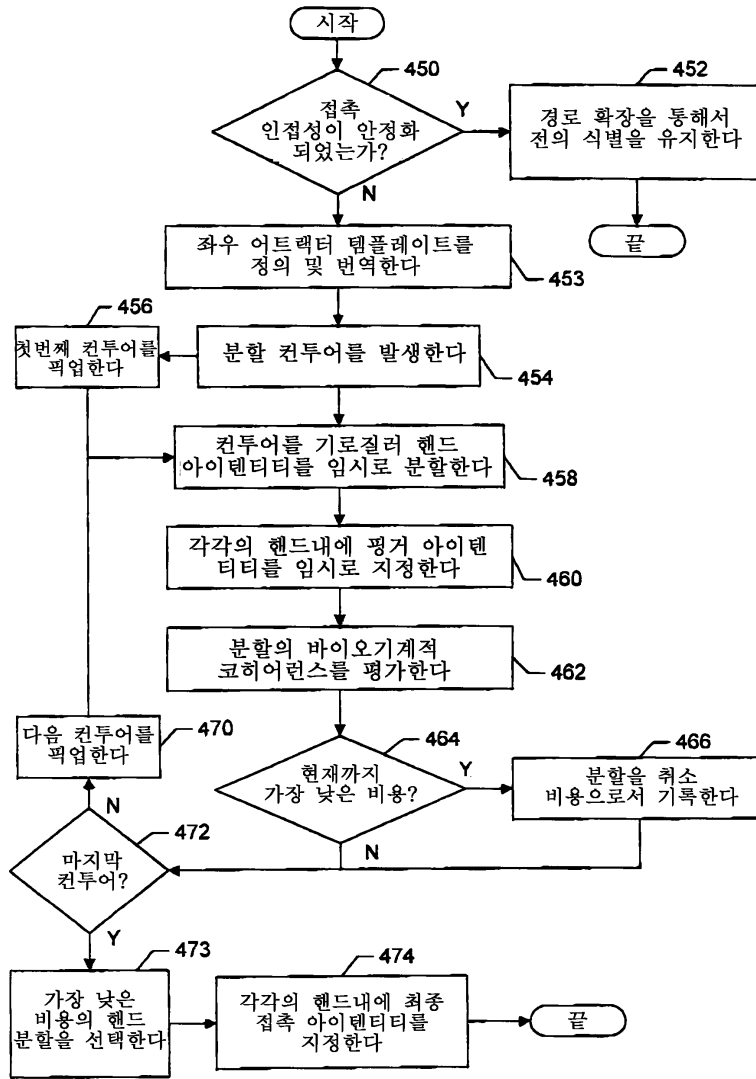 시작
450
접촉
인접성이 안정화
되었는가?
Y
N
452
경로 확장을 통해서
전의 식별을 유지한다
끝
좌우 어트랙터 템플레이트를
정의 및 번역한다
453
456
첫번째 컨투어를
픽업한다
분할 컨투어를 발생한다
454
컨투어를 기로질러 핸드
아이텐티티를 임시로 분할한다
458
각각의 핸드내에 핑거 아이텐
티티를 임시로 지정한다
460
분할의 바이오기계적
코히어런스를 평가한다
462
470
다음 컨투어를
픽업한다
464
현재까지
가장 낮은 비용?
Y
N
466
분할을 취소
비용으로서 기록한다
N
472
마지막
컨투어?
Y
473
가장 낮은
비용의 핸드
분할을 선택한다
474
각각의 핸드내에 최종
접촉 아이텐티티를
지정한다
끝